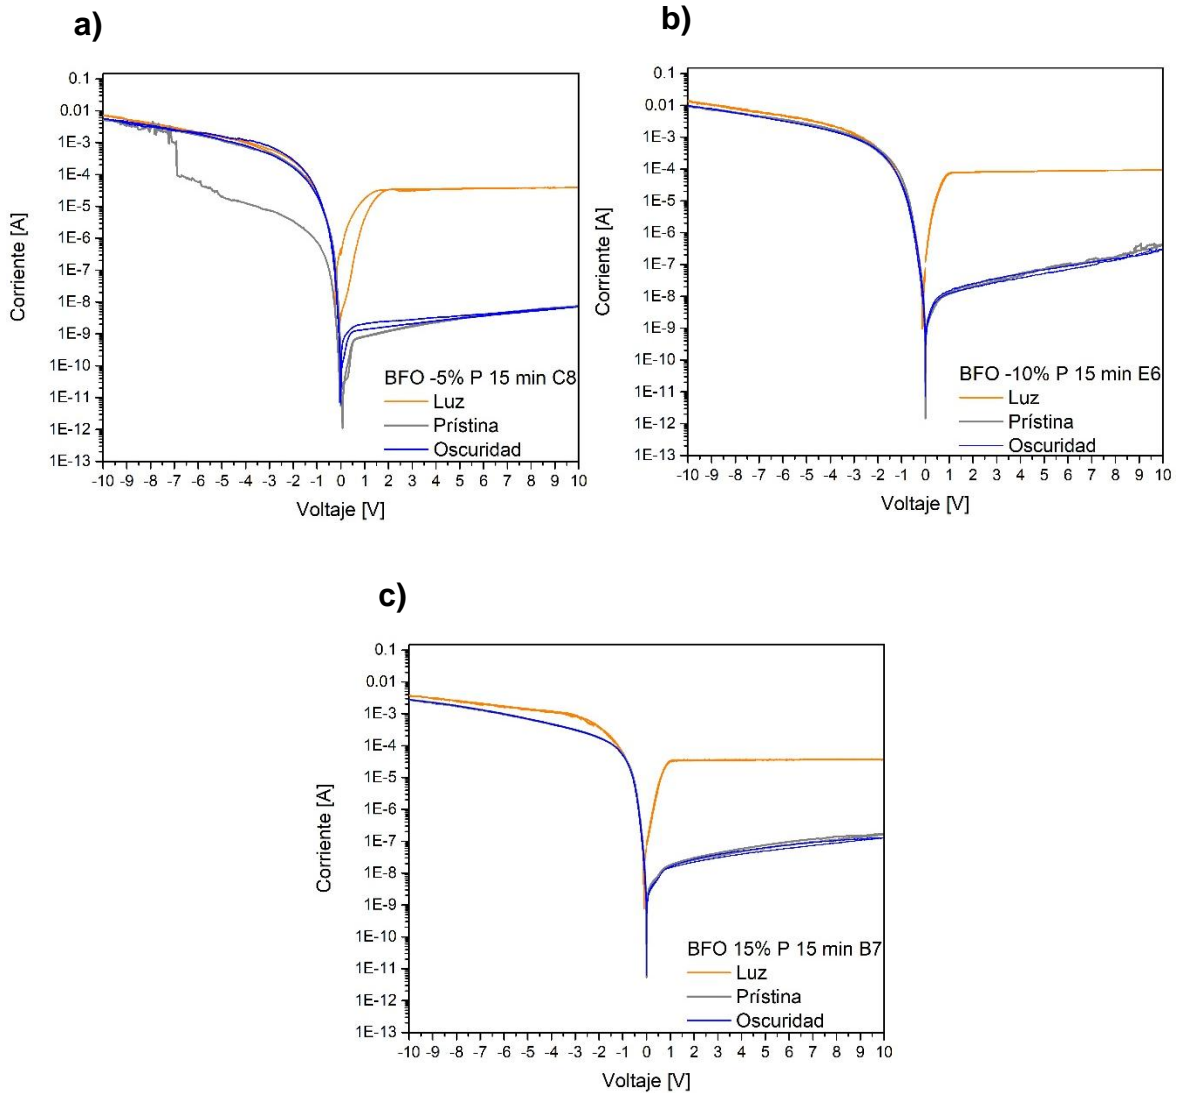 a)
0.1
0.01
1E-3
1E-4
1E-5
1E-6
1E-7
1E-8
1E-9
1E-10
1E-11
1E-12
1E-13
Corriente [A]
BFO -5% P 15 min C8
Luz
Prístina
Oscuridad
-10 -9 -8 -7 -6 -5 -4 -3 -2 -1 0 1 2 3 4 5 6 7 8 9 10
Voltaje [V]
b)
0.1
0.01
1E-3
1E-4
1E-5
1E-6
1E-7
1E-8
1E-9
1E-10
1E-11
1E-12
1E-13
Corriente [A]
BFO -10% P 15 min E6
Luz
Prístina
Oscuridad
-10 -9 -8 -7 -6 -5 -4 -3 -2 -1 0 1 2 3 4 5 6 7 8 9 10
Voltaje [V]
c)
0.1
0.01
1E-3
1E-4
1E-5
1E-6
1E-7
1E-8
1E-9
1E-10
1E-11
1E-12
1E-13
Corriente [A]
BFO 15% P 15 min B7
Luz
Prístina
Oscuridad
-10 -9 -8 -7 -6 -5 -4 -3 -2 -1 0 1 2 3 4 5 6 7 8 9 10
Voltaje [V]